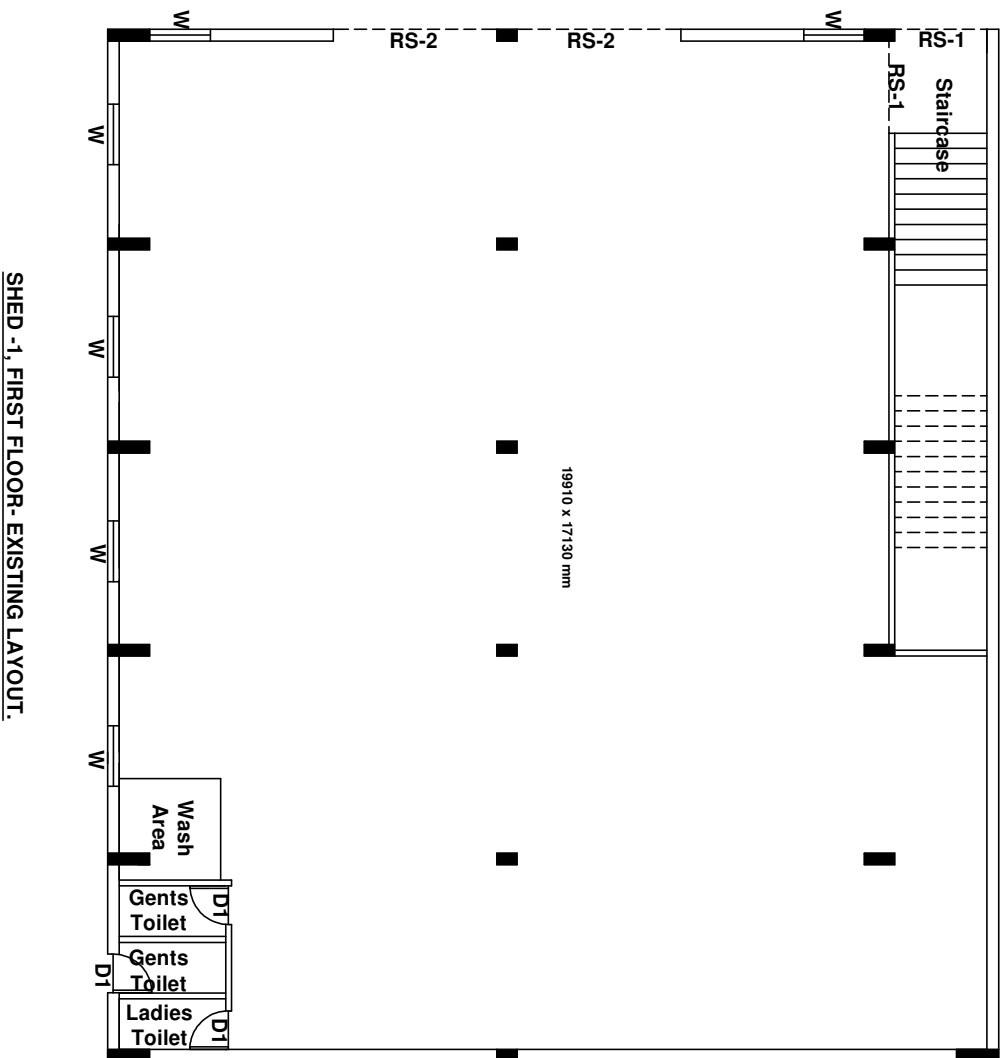 W
RS-2
RS-2
W
RS-1
RS-1
Staircase
W
W
19910 x 17130 mm
W
W
Wash
Area
Gents
Toilet
D1
Gents
Toilet
D1
Ladies
Toilet
D1
SHED -1, FIRST FLOOR- EXISTING LAYOUT.